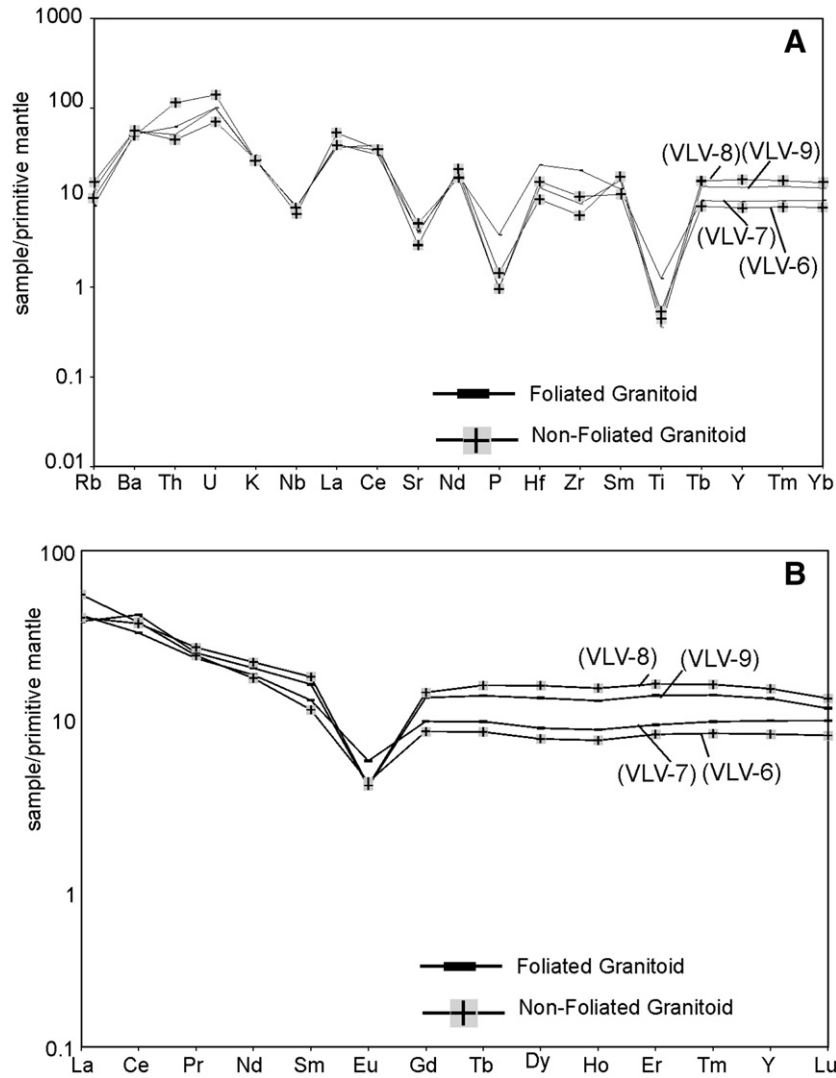 A
1000
100
10
1
0.1
0.01
sample/primitive mantle
(VLV-8) (VLV-9)
(VLV-7)
(VLV-6)
Foliated Granitoid
Non-Foliated Granitoid
Rb Ba Th U K Nb La Ce Sr Nd P Hf Zr Sm Ti Tb Y Tm Yb
B
100
10
1
0.1
sample/primitive mantle
(VLV-8) (VLV-9)
(VLV-7) (VLV-6)
Foliated Granitoid
Non-Foliated Granitoid
La Ce Pr Nd Sm Eu Gd Tb Dy Ho Er Tm Y Lu